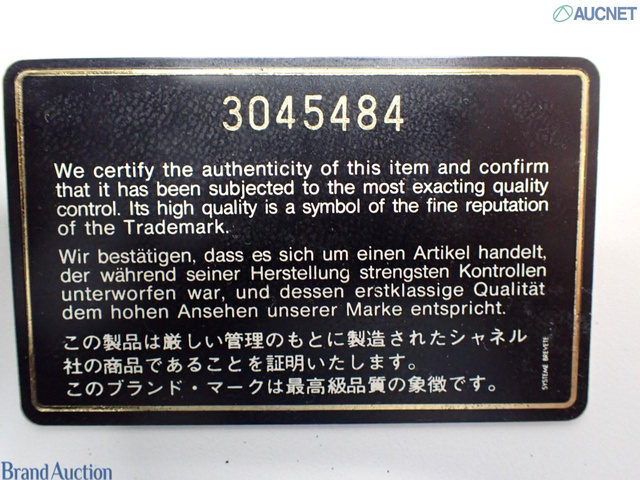 AUCNET
3045484
We certify the authenticity of this item and confirm
that it has been subjected to the most exacting quality
control. Its high quality is a symbol of the fine reputation
of the Trademark.
Wir bestätigen, dass es sich um einen Artikel handelt,
der während seiner Herstellung strengsten Kontrollen
unterworfen war, und dessen erstklassige Qualität
dem hohen Ansehen unserer Marke entspricht.
この製品は厳しい管理のもとに製造されたシャネル
社の商品であることを証明いたします。
このブランド・マークは最高級品質の象徴です。
SYSTEME BREVETE
Brand Auction